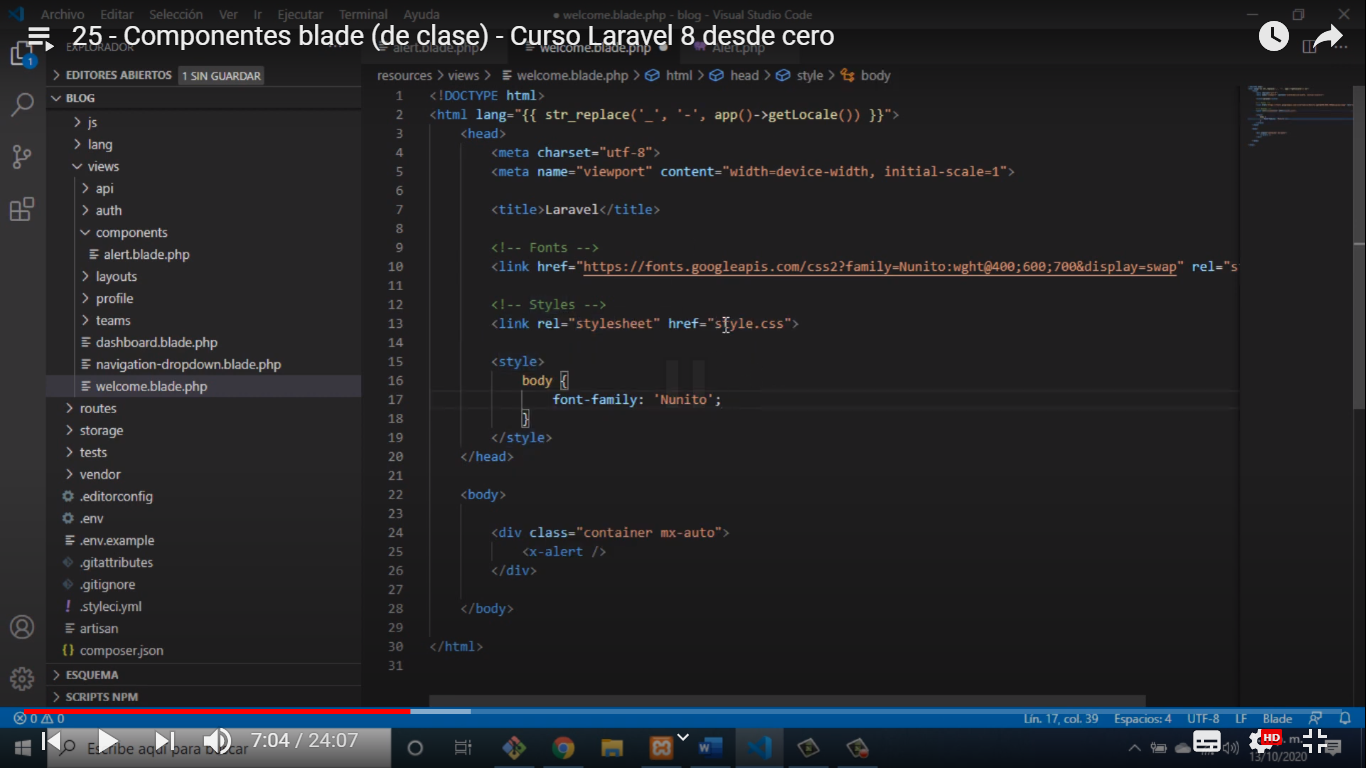 Archivo Editar Selección Ver Ir Ejecutar Terminal Ayuda
● welcome.blade.php - blog - Visual Studio Code
25 - Componentes blade (de clase) - Curso Laravel 8 desde cero
EXPLORADOR
alert.blade.php
welcome.blade.php ●
Alert.php
1
EDITORES ABIERTOS 1 SIN GUARDAR
BLOG
js
lang
views
api
auth
components
alert.blade.php
layouts
profile
teams
dashboard.blade.php
navigation-dropdown.blade.php
welcome.blade.php
routes
storage
tests
vendor
.editorconfig
.env
.env.example
.gitattributes
.gitignore
.styleci.yml
artisan
composer.json
ESQUEMA
SCRIPTS NPM
resources > views > welcome.blade.php > html > head > style > body
1 <!DOCTYPE html>
2 <html lang="{{ str_replace('_', '-', app()->getLocale()) }}">
3 <head>
4 <meta charset="utf-8">
5 <meta name="viewport" content="width=device-width, initial-scale=1">
6
7 <title>Laravel</title>
8
9 <!-- Fonts -->
10 <link href="https://fonts.googleapis.com/css2?family=Nunito:wght@400;600;700&display=swap" rel="s
11
12 <!-- Styles -->
13 <link rel="stylesheet" href="style.css">
14
15 <style>
16 body {
17 font-family: 'Nunito';
18 }
19 </style>
20 </head>
21
22 <body>
23
24 <div class="container mx-auto">
25 <x-alert />
26 </div>
27
28 </body>
29
30 </html>
31
0 0
Lín. 17, col. 39 Espacios: 4 UTF-8 LF Blade
Escribe aquí para buscar
7:04 / 24:07
HD
m.
13/10/2020